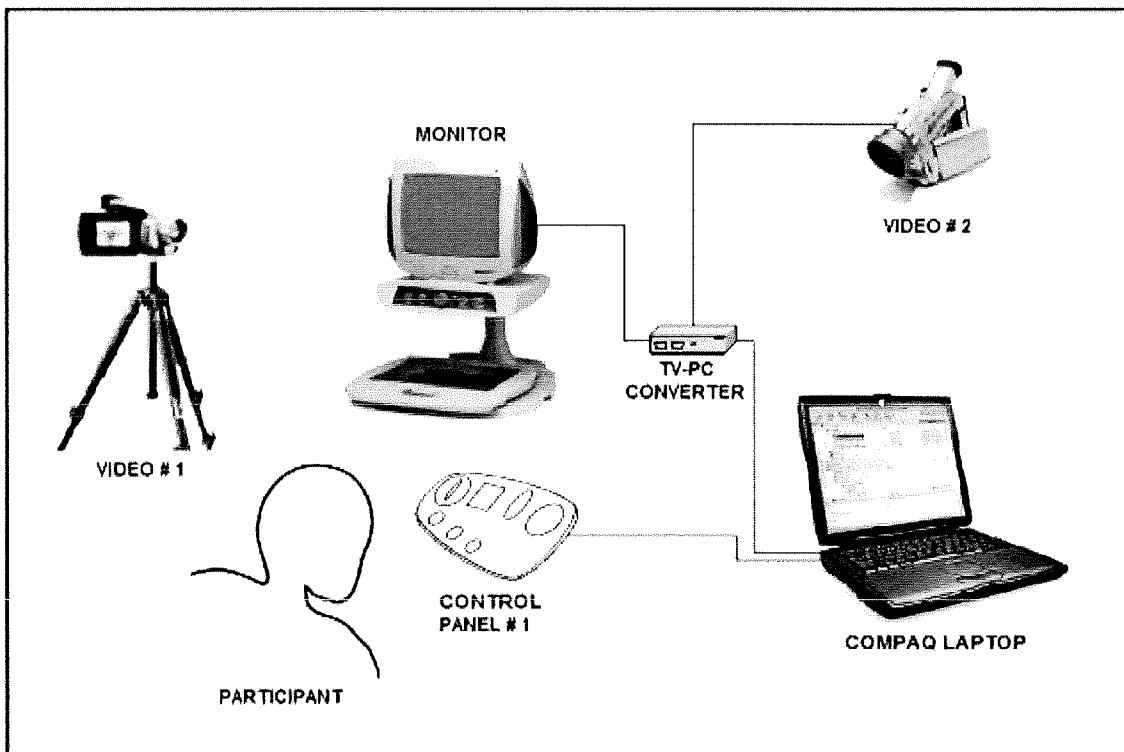 MONITOR
VIDEO # 2
TV-PC
CONVERTER
VIDEO # 1
CONTROL
PANEL # 1
COMPAQ LAPTOP
PARTICIPANT